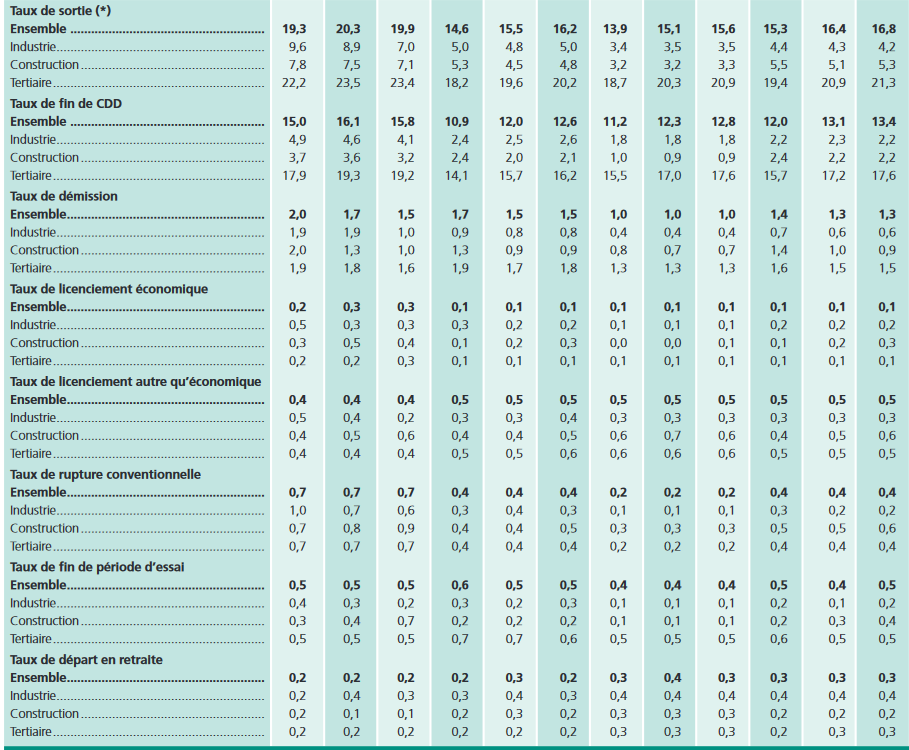 Taux de sortie (*)
Ensemble 19,3 20,3 19,9 14,6 15,5 16,2 13,9 15,1 15,6 15,3 16,4 16,8
Industrie 9,6 8,9 7,0 5,0 4,8 5,0 3,4 3,5 3,5 4,4 4,3 4,2
Construction 7,8 7,5 7,1 5,3 4,5 4,8 3,2 3,2 3,3 5,5 5,1 5,3
Tertiaire 22,2 23,5 23,4 18,2 19,6 20,2 18,7 20,3 20,9 19,4 20,9 21,3
Taux de fin de CDD
Ensemble 15,0 16,1 15,8 10,9 12,0 12,6 11,2 12,3 12,8 12,0 13,1 13,4
Industrie 4,9 4,6 4,1 2,4 2,5 2,6 1,8 1,8 1,8 2,2 2,3 2,2
Construction 3,7 3,6 3,2 2,4 2,0 2,1 1,0 0,9 0,9 2,4 2,2 2,2
Tertiaire 17,9 19,3 19,2 14,1 15,7 16,2 15,5 17,0 17,6 15,7 17,2 17,6
Taux de démission
Ensemble 2,0 1,7 1,5 1,7 1,5 1,5 1,0 1,0 1,0 1,4 1,3 1,3
Industrie 1,9 1,9 1,0 0,9 0,8 0,8 0,4 0,4 0,4 0,7 0,6 0,6
Construction 2,0 1,3 1,0 1,3 0,9 0,9 0,8 0,7 0,7 1,4 1,0 0,9
Tertiaire 1,9 1,8 1,6 1,9 1,7 1,8 1,3 1,3 1,3 1,6 1,5 1,5
Taux de licenciement économique
Ensemble 0,2 0,3 0,3 0,1 0,1 0,1 0,1 0,1 0,1 0,1 0,1 0,1
Industrie 0,5 0,3 0,3 0,3 0,2 0,2 0,1 0,1 0,1 0,2 0,2 0,2
Construction 0,3 0,5 0,4 0,1 0,2 0,3 0,0 0,0 0,1 0,1 0,2 0,3
Tertiaire 0,2 0,2 0,3 0,1 0,1 0,1 0,1 0,1 0,1 0,1 0,1 0,1
Taux de licenciement autre qu'économique
Ensemble 0,4 0,4 0,4 0,5 0,5 0,5 0,5 0,5 0,5 0,5 0,5 0,5
Industrie 0,5 0,4 0,2 0,3 0,3 0,4 0,3 0,3 0,3 0,3 0,3 0,3
Construction 0,4 0,5 0,6 0,4 0,4 0,5 0,6 0,7 0,6 0,4 0,5 0,6
Tertiaire 0,4 0,4 0,4 0,5 0,5 0,6 0,6 0,6 0,6 0,5 0,5 0,5
Taux de rupture conventionnelle
Ensemble 0,7 0,7 0,7 0,4 0,4 0,4 0,2 0,2 0,2 0,4 0,4 0,4
Industrie 1,0 0,7 0,6 0,3 0,4 0,3 0,1 0,1 0,1 0,3 0,2 0,2
Construction 0,7 0,8 0,9 0,4 0,4 0,5 0,3 0,3 0,3 0,5 0,5 0,6
Tertiaire 0,7 0,7 0,7 0,4 0,4 0,4 0,2 0,2 0,2 0,4 0,4 0,4
Taux de fin de période d'essai
Ensemble 0,5 0,5 0,5 0,6 0,5 0,5 0,4 0,4 0,4 0,5 0,4 0,5
Industrie 0,4 0,3 0,2 0,3 0,2 0,3 0,1 0,1 0,1 0,2 0,1 0,2
Construction 0,3 0,4 0,7 0,2 0,2 0,2 0,1 0,1 0,1 0,2 0,3 0,4
Tertiaire 0,5 0,5 0,5 0,7 0,7 0,6 0,5 0,5 0,5 0,6 0,5 0,5
Taux de départ en retraite
Ensemble 0,2 0,2 0,2 0,2 0,3 0,2 0,3 0,4 0,3 0,3 0,3 0,3
Industrie 0,2 0,4 0,3 0,3 0,4 0,3 0,4 0,4 0,4 0,4 0,4 0,4
Construction 0,2 0,1 0,1 0,2 0,3 0,2 0,3 0,3 0,3 0,2 0,2 0,2
Tertiaire 0,2 0,2 0,2 0,2 0,2 0,2 0,3 0,3 0,3 0,2 0,3 0,3